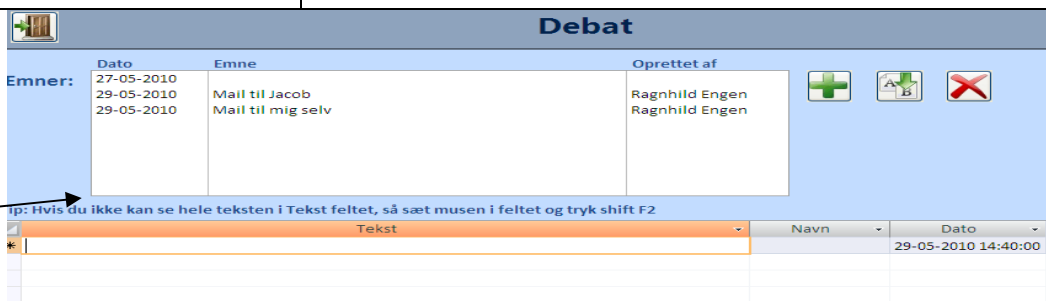 Debat
Dato Emne Oprettet af
Emner:
27-05-2010
29-05-2010 Mail til Jacob Ragnhild Engen
29-05-2010 Mail til mig selv Ragnhild Engen
A B
ip: Hvis du ikke kan se hele teksten i Tekst feltet, så sæt musen i feltet og tryk shift F2
Tekst Navn Dato
29-05-2010 14:40:00